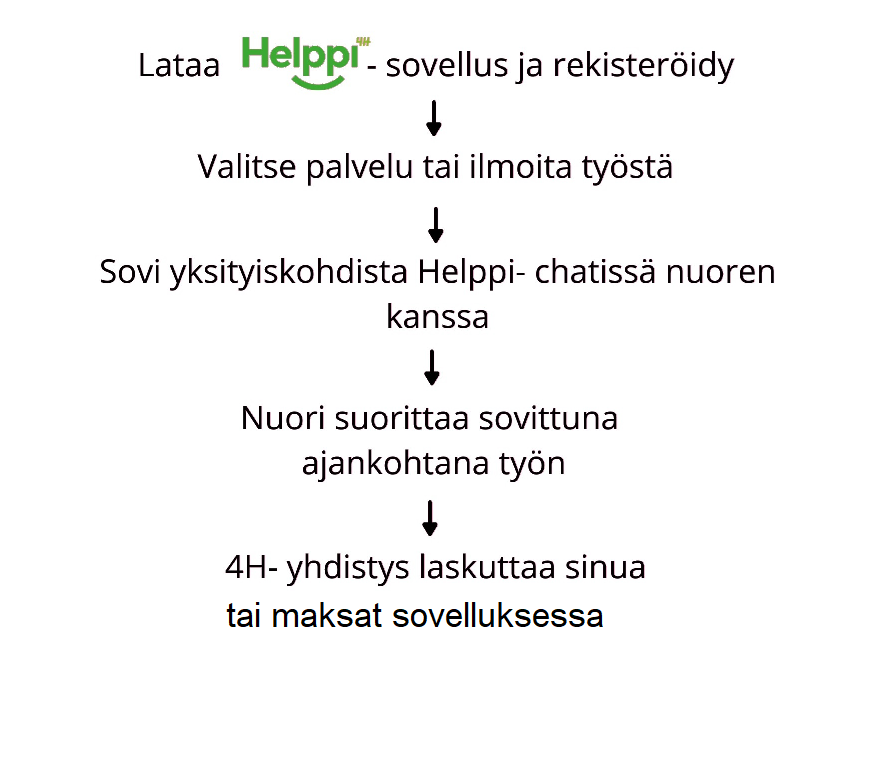 Lataa Helppi 4H - sovellus ja rekisteröidy
Valitse palvelu tai ilmoita työstä
Sovi yksityiskohdista Helppi- chatissä nuoren
kanssa
Nuori suorittaa sovittuna
ajankohtana työn
4H- yhdistys laskuttaa sinua
tai maksat sovelluksessa